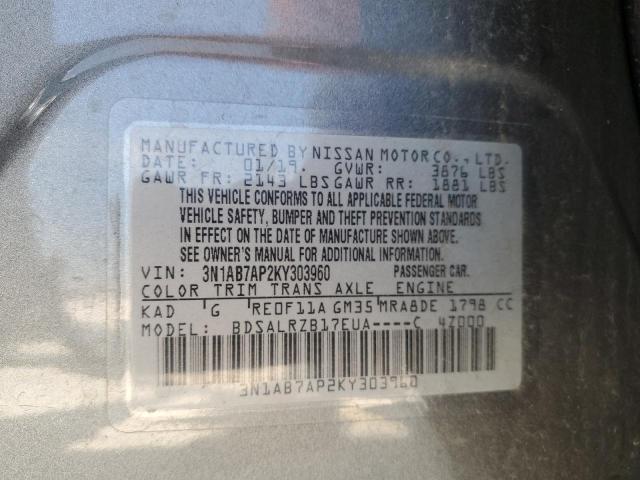 MANUFACTURED BY NISSAN MOTOR CO., LTD.
DATE: 01/19. GVWR: 3876 LBS
GAWR FR: 2143 LBS GAWR RR: 1881 LBS
THIS VEHICLE CONFORMS TO ALL APPLICABLE FEDERAL MOTOR
VEHICLE SAFETY, BUMPER AND THEFT PREVENTION STANDARDS
IN EFFECT ON THE DATE OF MANUFACTURE SHOWN ABOVE.
SEE OWNER'S MANUAL FOR ADDITIONAL INFORMATION.
VIN: 3N1AB7AP2KY303960 PASSENGER CAR.
COLOR TRIM TRANS AXLE ENGINE
KAD G RE0F11A GM35 MRA8DE 1798 CC
MODEL: BDSALRZB17EUA----C 4Z000
3N1AB7AP2KY303960